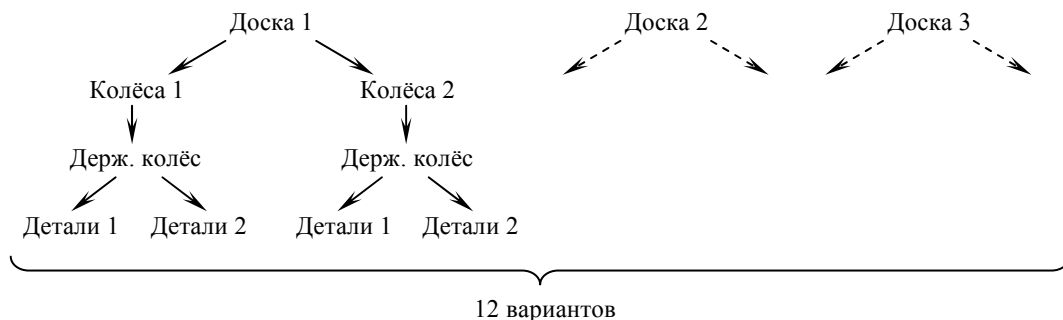 Доска 1 Доска 2 Доска 3
Колёса 1 Колёса 2
Держ. колёс Держ. колёс
Детали 1 Детали 2 Детали 1 Детали 2
12 вариантов